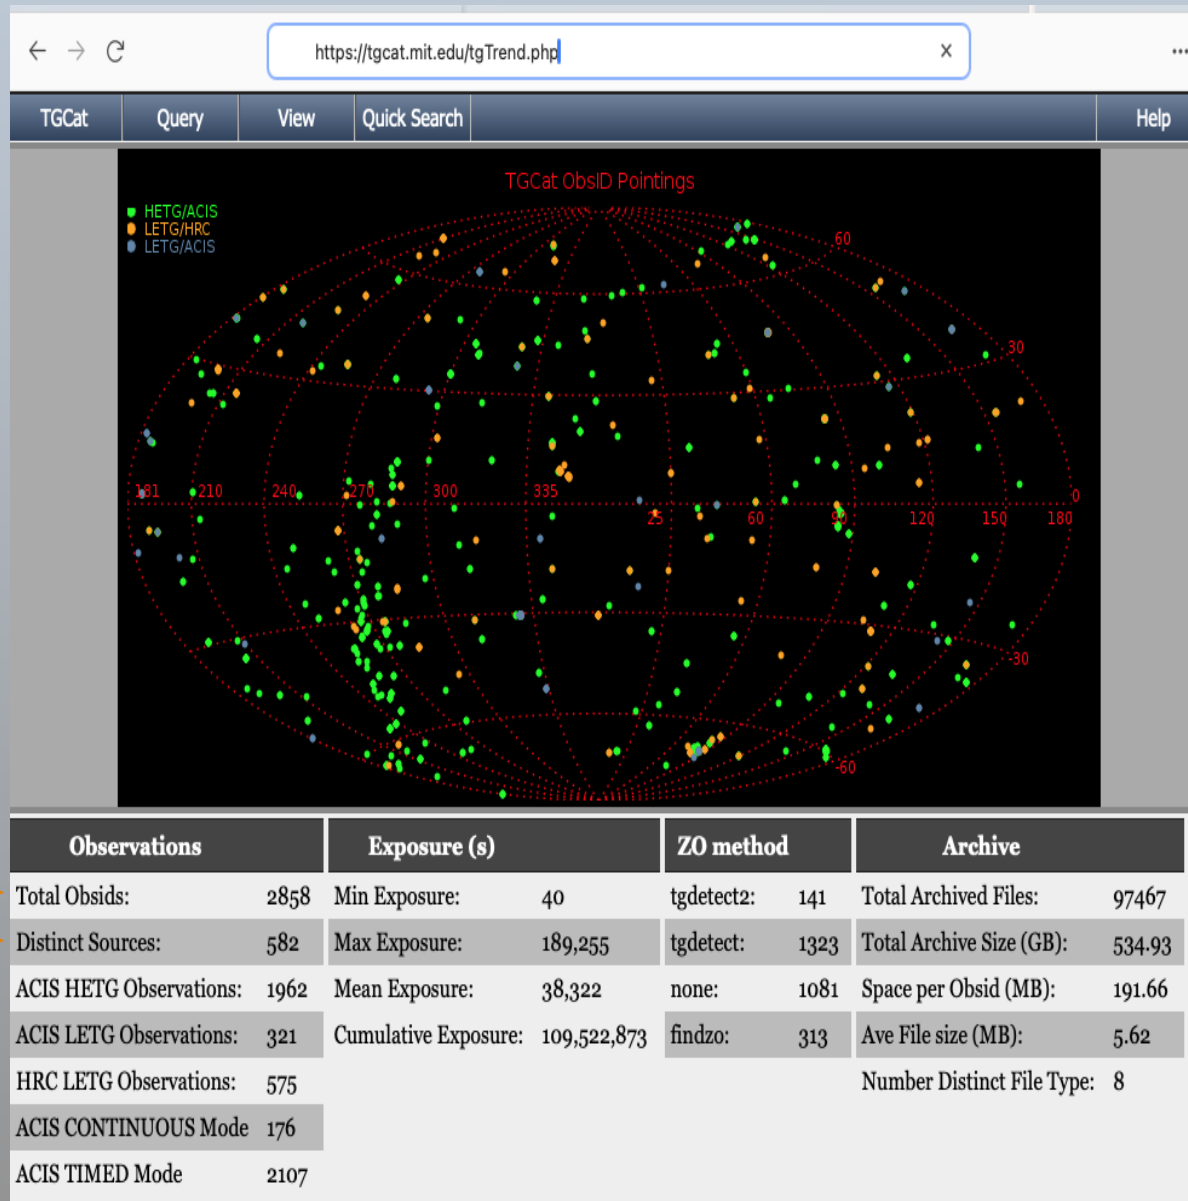 https://tgcat.mit.edu/tgTrend.php
TGCat Query View Quick Search Help
TGCat ObsID Pointings
HETG/ACIS
LETG/HRC
LETG/ACIS
60
30
181 210 240 270 300 335 0
25 60 90 120 150 180
-30
-60
Observations Exposure (s) ZO method Archive
Total Obsids: 2858 Min Exposure: 40 tgdetect2: 141 Total Archived Files: 97467
Distinct Sources: 582 Max Exposure: 189,255 tgdetect: 1323 Total Archive Size (GB): 534.93
ACIS HETG Observations: 1962 Mean Exposure: 38,322 none: 1081 Space per Obsid (MB): 191.66
ACIS LETG Observations: 321 Cumulative Exposure: 109,522,873 findzo: 313 Ave File size (MB): 5.62
HRC LETG Observations: 575 Number Distinct File Type: 8
ACIS CONTINUOUS Mode 176
ACIS TIMED Mode 2107